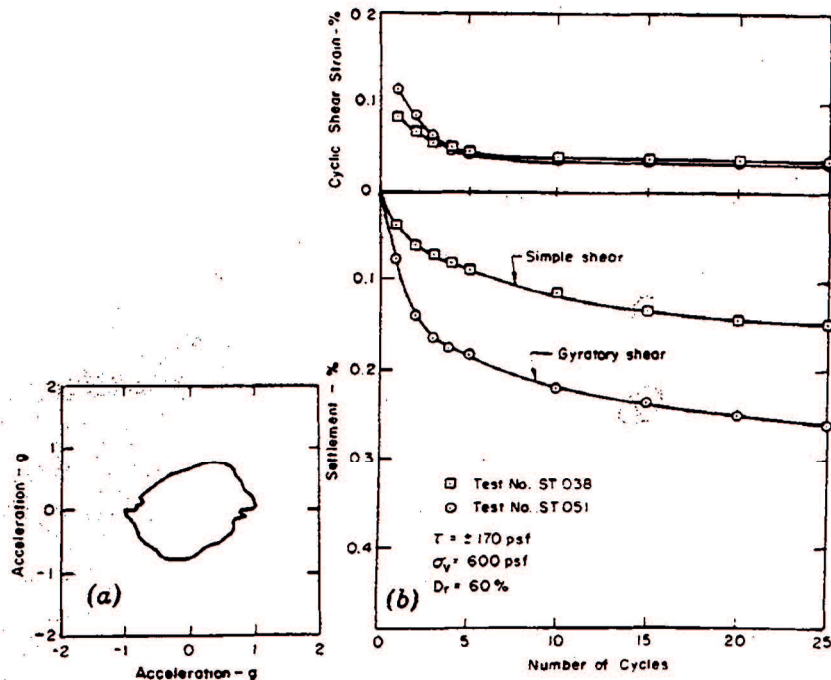 0.2
0.1
0
Cyclic Shear Strain - %
0.1
0.2
0.3
0.4
Settlement - %
Simple shear
Gyratory shear
Test No. ST 038
Test No. ST 051
τ = ± 170 psf
σv = 600 psf
Dr = 60 %
(b)
0 5 10 15 20 25
Number of Cycles
2
1
0
-1
-2
Acceleration - g
(a)
-2 -1 0 1 2
Acceleration - g